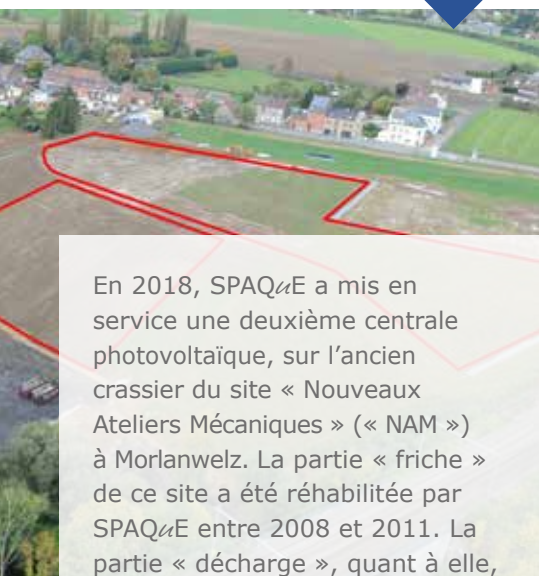 En 2018, SPAQuE a mis en
service une deuxième centrale
photovoltaïque, sur l’ancien
crassier du site « Nouveaux
Ateliers Mécaniques » (« NAM »)
à Morlanwelz. La partie « friche »
de ce site a été réhabilitée par
SPAQuE entre 2008 et 2011. La
partie « décharge », quant à elle,